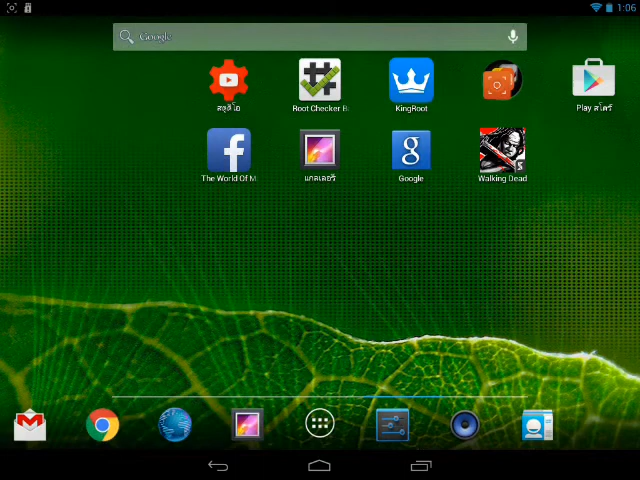 1:06
Google
สตูดิโอ
Root Checker B
KingRoot
Play สโตร์
The World Of M
แกลเลอรี
Google
Walking Dead